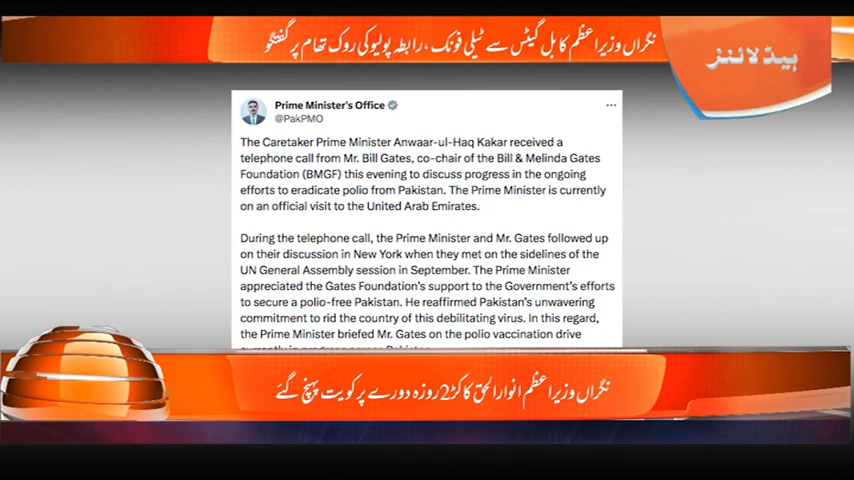 نگراں وزیراعظم کا بل گیٹس سے ٹیلی فونک ،رابطہ پولیو کی روک تھام پر گفتگو
ہیڈلائنز
Prime Minister's Office
@PakPMO
The Caretaker Prime Minister Anwaar-ul-Haq Kakar received a
telephone call from Mr. Bill Gates, co-chair of the Bill & Melinda Gates
Foundation (BMGF) this evening to discuss progress in the ongoing
efforts to eradicate polio from Pakistan. The Prime Minister is currently
on an official visit to the United Arab Emirates.
During the telephone call, the Prime Minister and Mr. Gates followed up
on their discussion in New York when they met on the sidelines of the
UN General Assembly session in September. The Prime Minister
appreciated the Gates Foundation's support to the Government's efforts
to secure a polio-free Pakistan. He reaffirmed Pakistan's unwavering
commitment to rid the country of this debilitating virus. In this regard,
the Prime Minister briefed Mr. Gates on the polio vaccination drive
نگراں وزیراعظم انوارالحق کاکڑ2روزہ دورے پر کویت پہنچ گئے